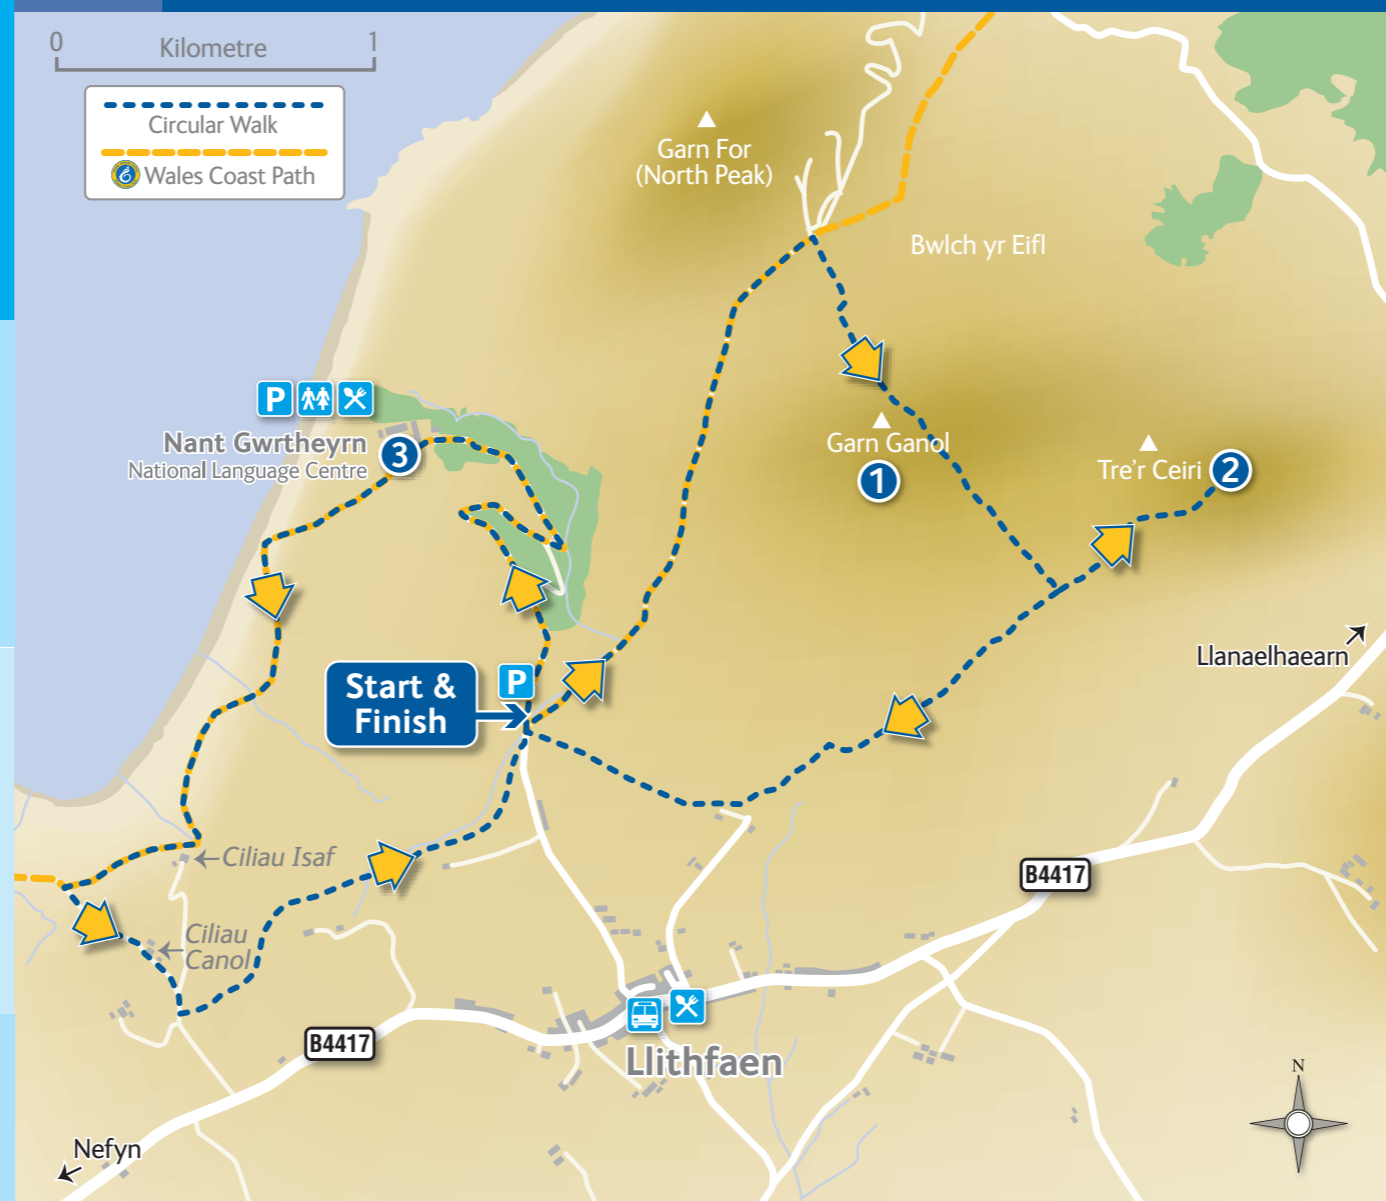 0 Kilometre 1
Circular Walk
Wales Coast Path
Garn For
(North Peak)
Bwlch yr Eifl
P
Nant Gwrtheyrn
National Language Centre
3
Garn Ganol
1
Tre'r Ceiri 2
Llanaelhaearn
P
Start &
Finish
Ciliau Isaf
B4417
Ciliau
Canol
B4417
Llithfaen
N
Nefyn